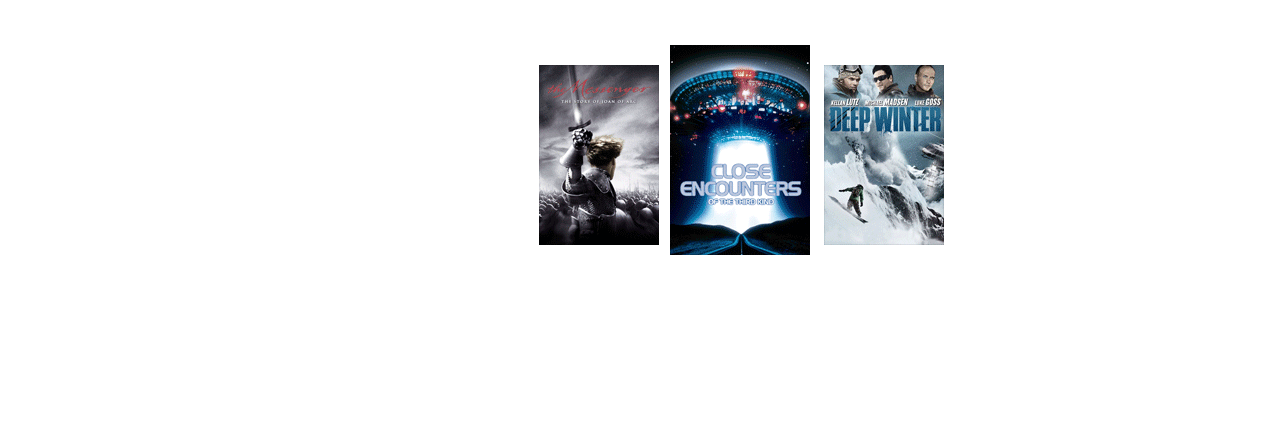 the Messenger
THE STORY OF JOAN OF ARC
CLOSE
ENCOUNTERS
OF THE THIRD KIND
KELLAN LUTZ MICHAEL MADSEN LUKE GOSS
DEEP WINTER